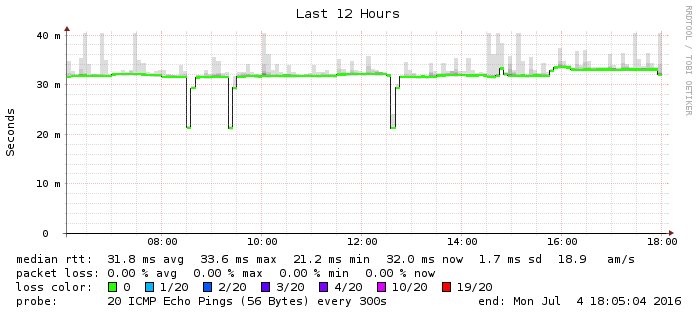 Last 12 Hours
RRDTOOL / TOBI OETIKER
Seconds
40 m
30 m
20 m
10 m
0
08:00 10:00 12:00 14:00 16:00 18:00
median rtt: 31.8 ms avg 33.6 ms max 21.2 ms min 32.0 ms now 1.7 ms sd 18.9 am/s
packet loss: 0.00 % avg 0.00 % max 0.00 % min 0.00 % now
loss color: 0 1/20 2/20 3/20 4/20 10/20 19/20
probe: 20 ICMP Echo Pings (56 Bytes) every 300s end: Mon Jul 4 18:05:04 2016